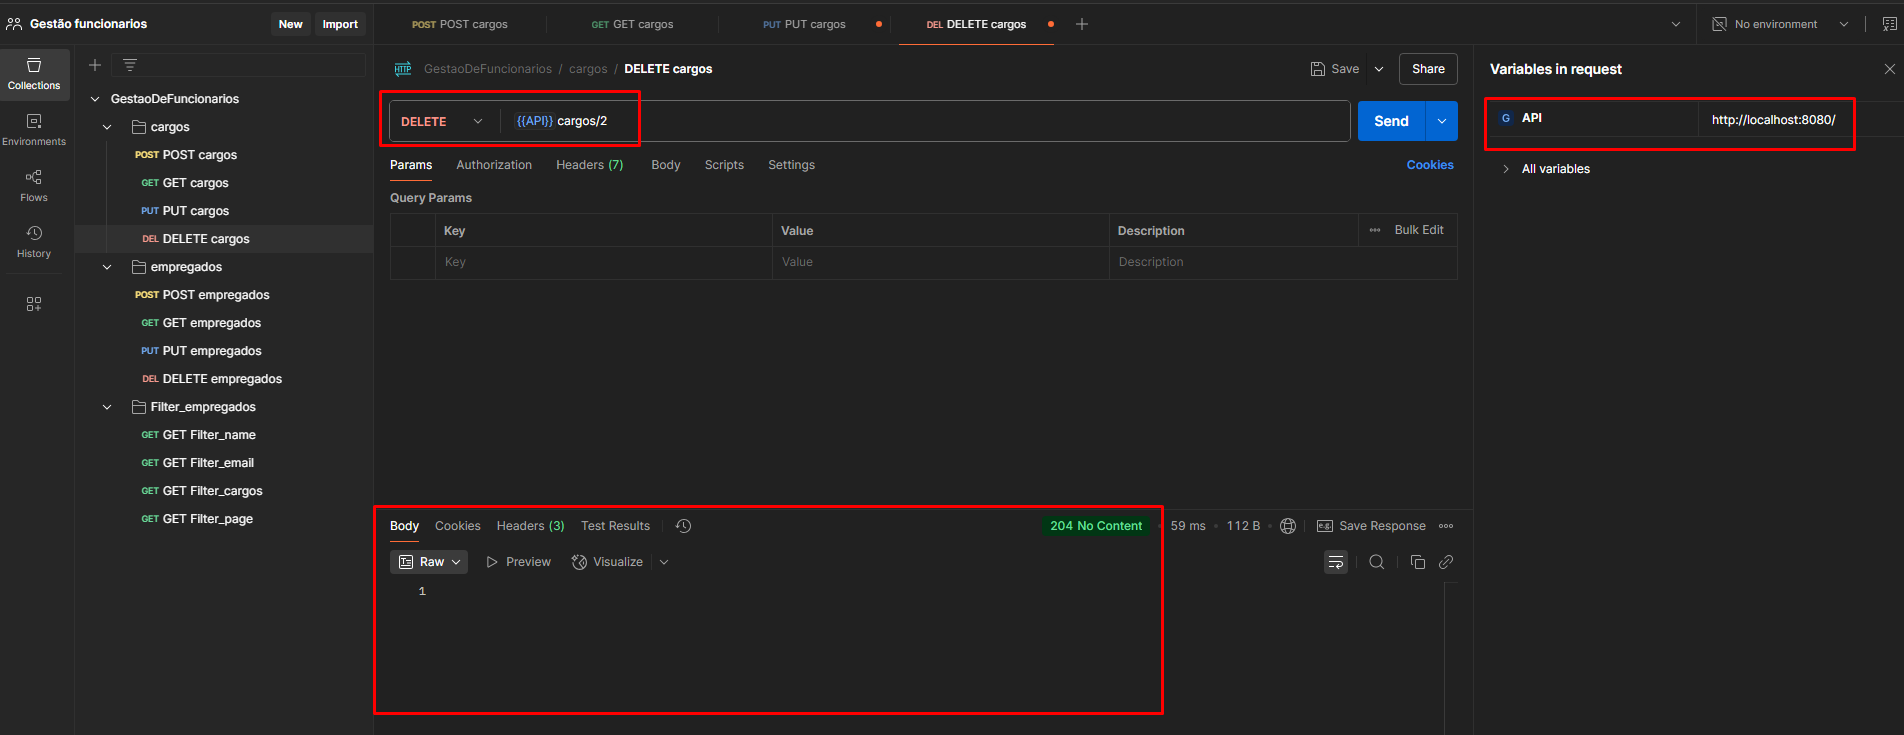 Gestão funcionarios New Import
POST POST cargos GET GET cargos PUT PUT cargos DEL DELETE cargos No environment
Collections
Environments
Flows
History
GestaoDeFuncionarios
cargos
POST POST cargos
GET GET cargos
PUT PUT cargos
DEL DELETE cargos
empregados
POST POST empregados
GET GET empregados
PUT PUT empregados
DEL DELETE empregados
Filter_empregados
GET GET Filter_name
GET GET Filter_email
GET GET Filter_cargos
GET GET Filter_page
HTTP GestaoDeFuncionarios / cargos / DELETE cargos Save Share
DELETE {{API}} cargos/2 Send
Params Authorization Headers (7) Body Scripts Settings Cookies
Query Params
Key Value Description Bulk Edit
Key Value Description
Body Cookies Headers (3) Test Results 204 No Content 59 ms 112 B e.g. Save Response
Raw Preview Visualize
1
Variables in request
G API http://localhost:8080/
All variables